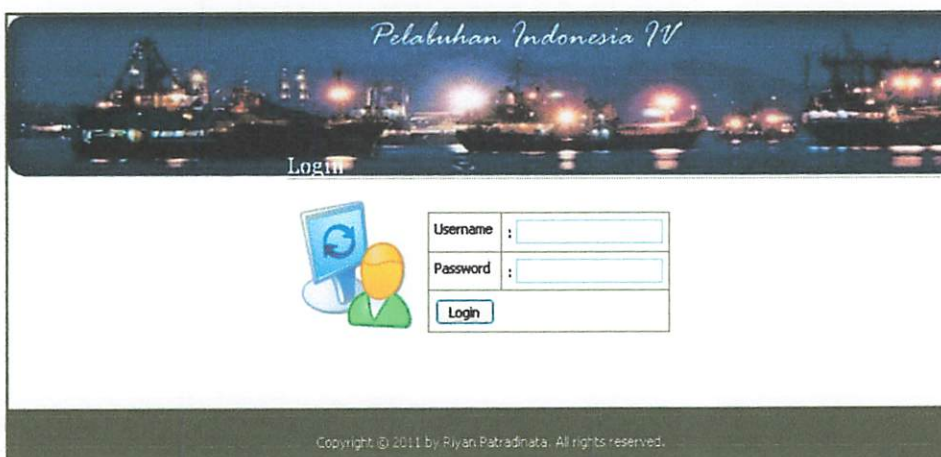 Pelabuhan Indonesia IV
Login
Username :
Password :
Login
Copyright © 2011 by Riyan Patradinata. All rights reserved.